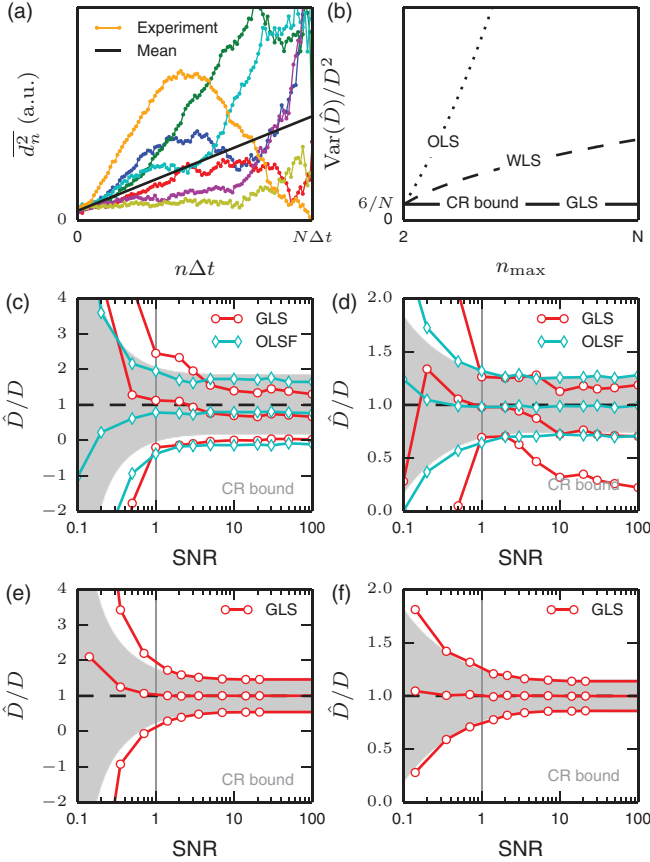 (a)
Experiment
Mean
$\overline{d_n^2}$ (a.u.)
0
0
NΔt
nΔt
(b)
Var(D̂)/D²
OLS
WLS
6/N
CR bound
GLS
0
2
N
n_max
(c)
GLS
OLSF
D̂/D
4
3
2
1
0
−1
−2
CR bound
0.1
1
10
100
SNR
(d)
GLS
OLSF
D̂/D
2.0
1.5
1.0
0.5
0.0
CR bound
0.1
1
10
100
SNR
(e)
GLS
D̂/D
4
3
2
1
0
−1
−2
CR bound
0.1
1
10
100
SNR
(f)
GLS
D̂/D
2.0
1.5
1.0
0.5
0.0
CR bound
0.1
1
10
100
SNR